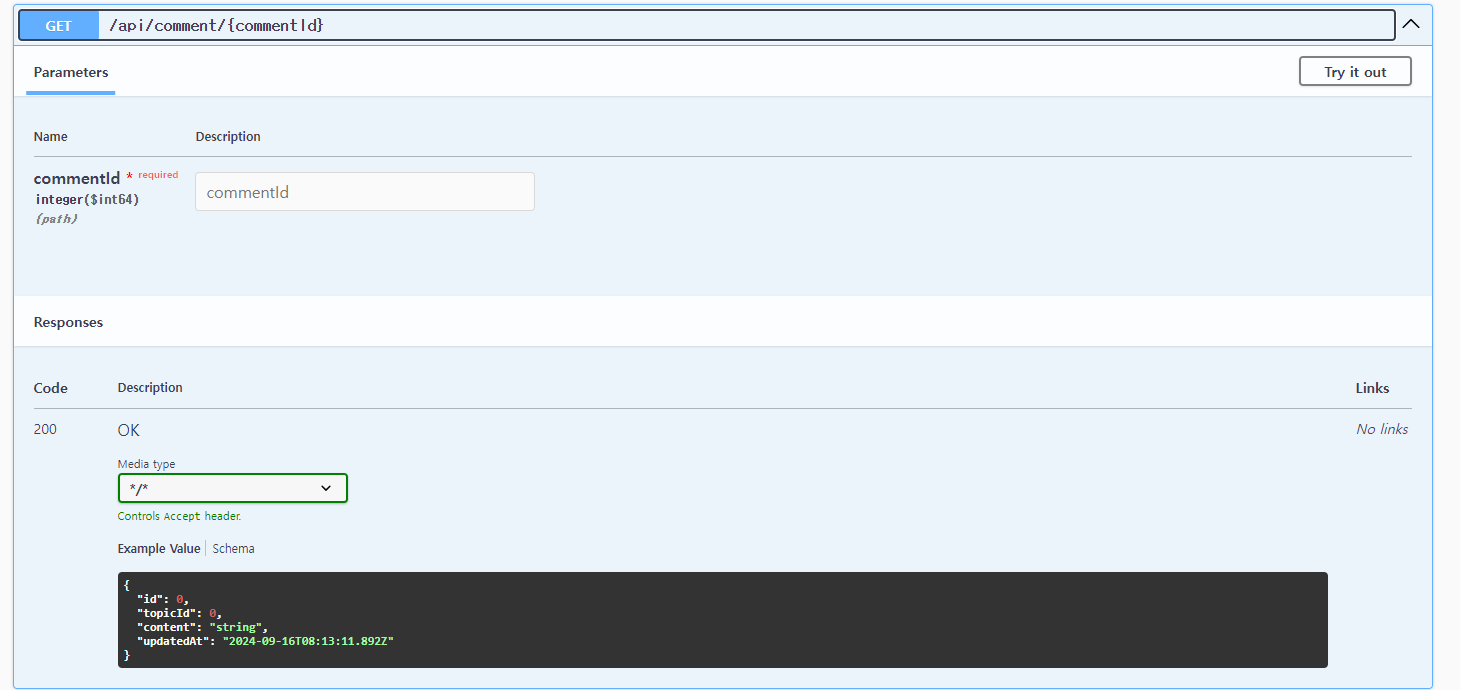 GET /api/comment/{commentId}
Parameters
Try it out
Name Description
commentId * required
integer($int64)
(path)
commentId
Responses
Code Description Links
200 OK No links
Media type
*/*
Controls Accept header.
Example Value Schema
{
  "id": 0,
  "topicId": 0,
  "content": "string",
  "updatedAt": "2024-09-16T08:13:11.892Z"
}